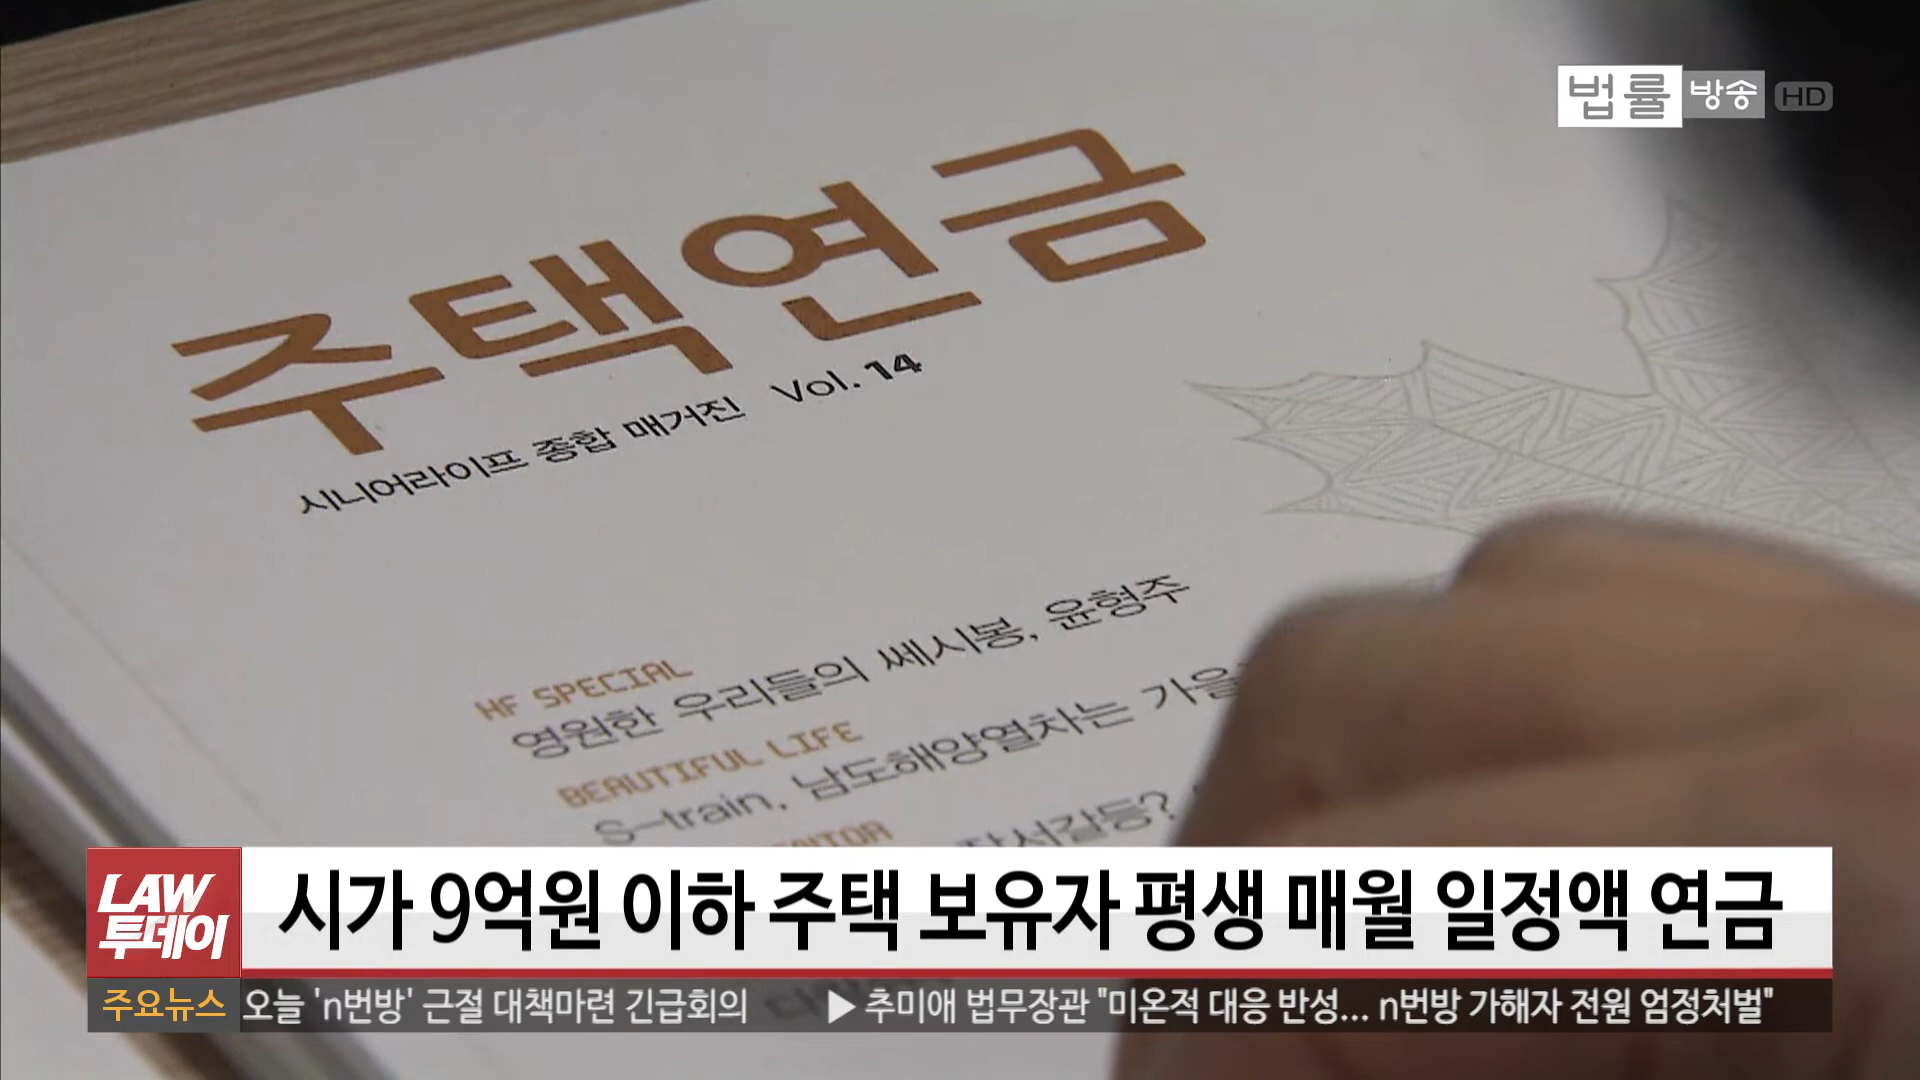 법률방송 HD
주택연금
시니어라이프 종합 매거진 Vol. 14
HF SPECIAL
영원한 우리들의 쎄시봉, 윤형주
BEAUTIFUL LIFE
S-train, 남도해양열차는 가을
LAW
투데이
시가 9억원 이하 주택 보유자 평생 매월 일정액 연금
주요뉴스
오늘 'n번방' 근절 대책마련 긴급회의 ▶ 추미애 법무장관 "미온적 대응 반성... n번방 가해자 전원 엄정처벌"